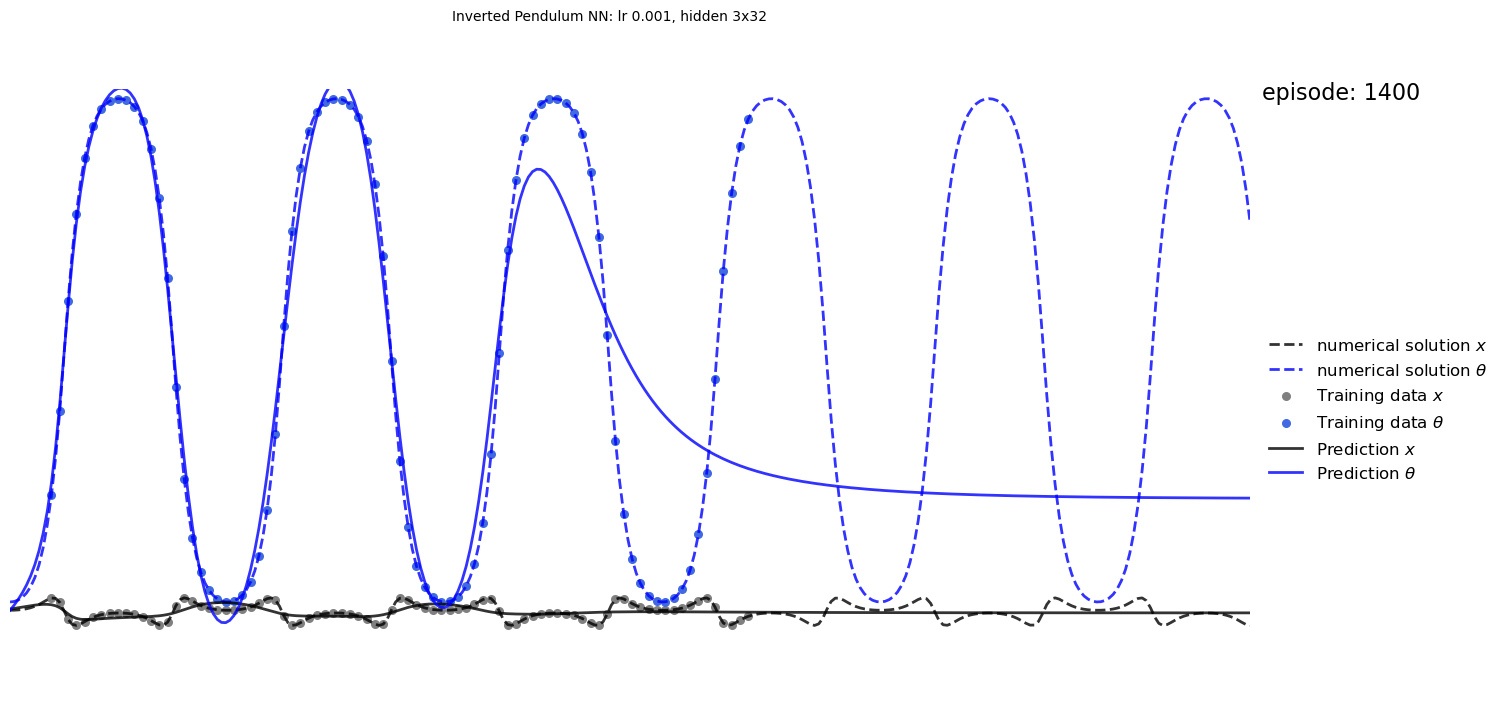 Inverted Pendulum NN: lr 0.001, hidden 3x32
episode: 1400
numerical solution x
numerical solution θ
Training data x
Training data θ
Prediction x
Prediction θ